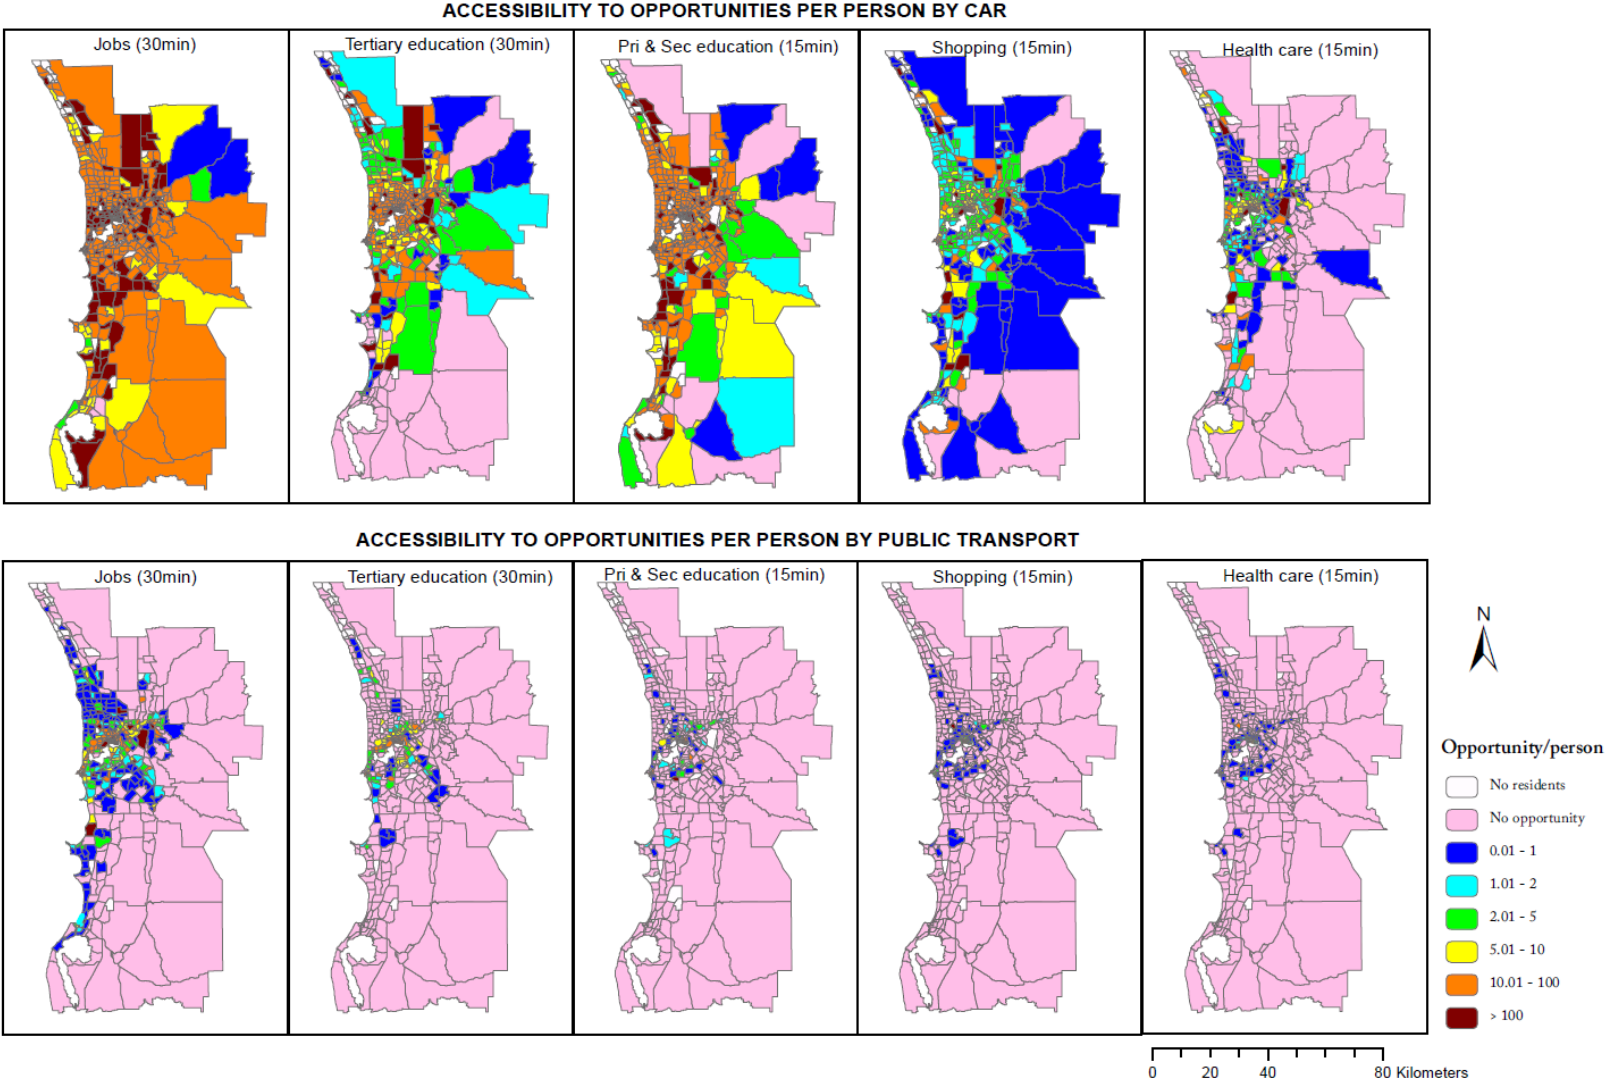 ACCESSIBILITY TO OPPORTUNITIES PER PERSON BY CAR
Jobs (30min)
Tertiary education (30min)
Pri & Sec education (15min)
Shopping (15min)
Health care (15min)
ACCESSIBILITY TO OPPORTUNITIES PER PERSON BY PUBLIC TRANSPORT
Jobs (30min)
Tertiary education (30min)
Pri & Sec education (15min)
Shopping (15min)
Health care (15min)
N
Opportunity/person
No residents
No opportunity
0.01 - 1
1.01 - 2
2.01 - 5
5.01 - 10
10.01 - 100
> 100
0 20 40 80 Kilometers